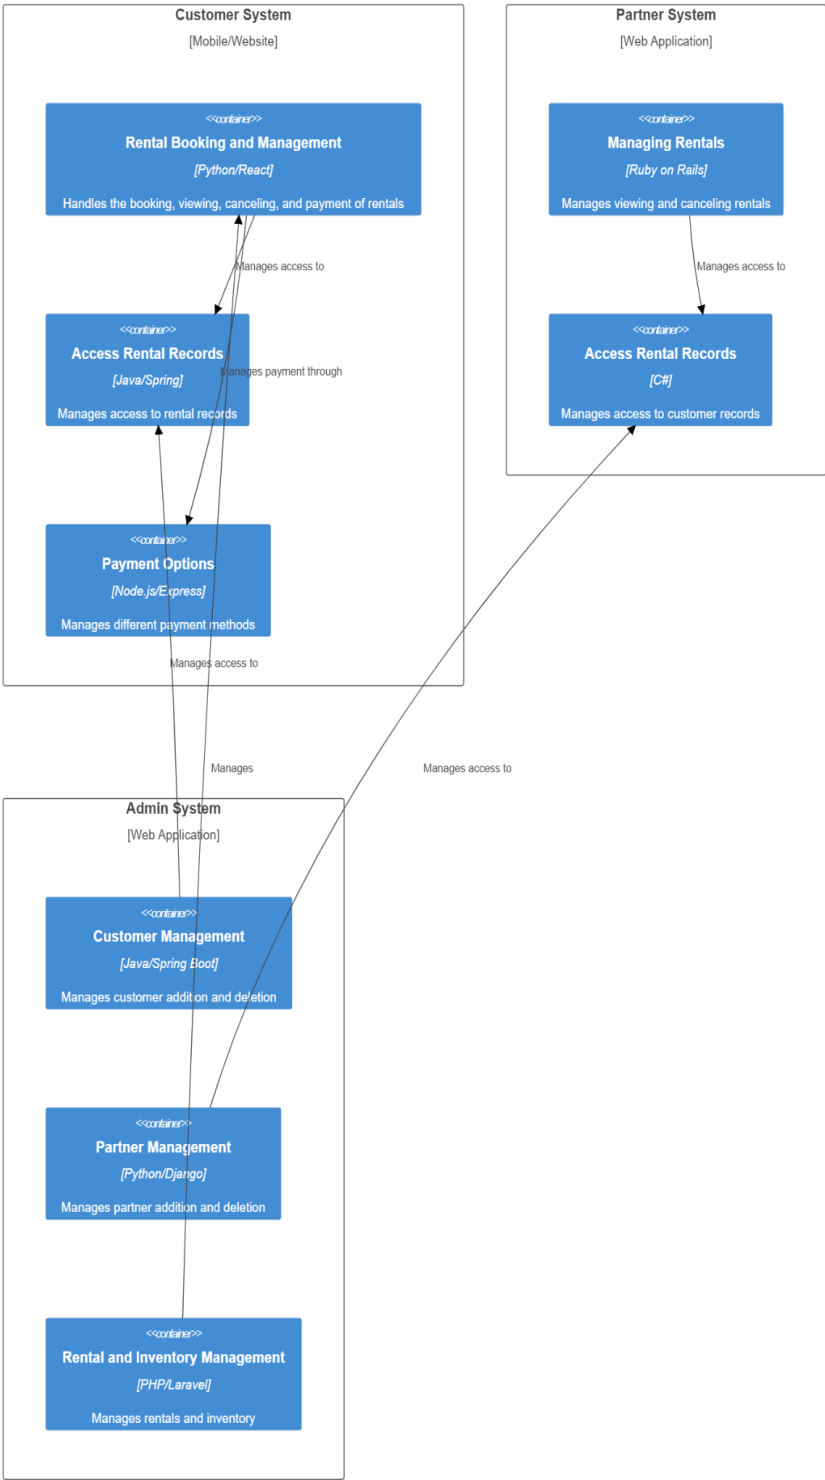 Customer System
[Mobile/Website]
<<container>>
Rental Booking and Management
[Python/React]
Handles the booking, viewing, canceling, and payment of rentals
Manages access to
<<container>>
Access Rental Records
[Java/Spring]
Manages access to rental records
Manages payment through
<<container>>
Payment Options
[Node.js/Express]
Manages different payment methods
Manages access to
Partner System
[Web Application]
<<container>>
Managing Rentals
[Ruby on Rails]
Manages viewing and canceling rentals
Manages access to
<<container>>
Access Rental Records
[C#]
Manages access to customer records
Manages
Manages access to
Admin System
[Web Application]
<<container>>
Customer Management
[Java/Spring Boot]
Manages customer addition and deletion
<<container>>
Partner Management
[Python/Django]
Manages partner addition and deletion
<<container>>
Rental and Inventory Management
[PHP/Laravel]
Manages rentals and inventory